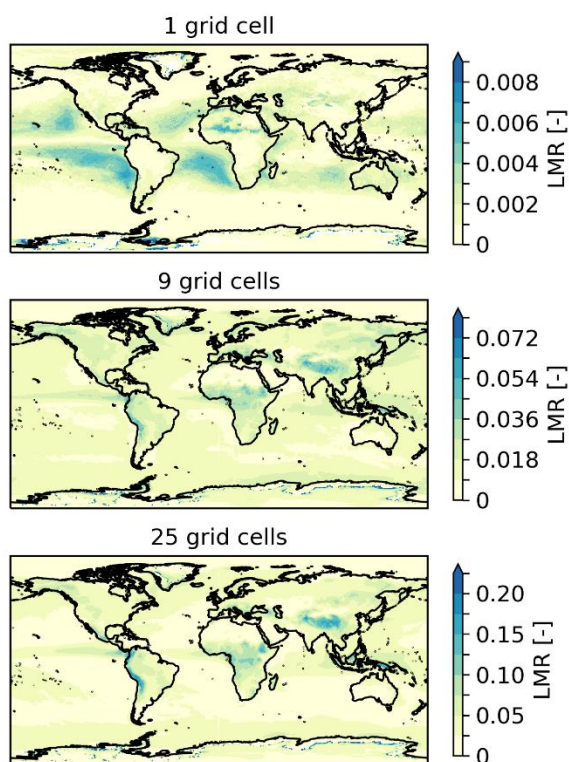 1 grid cell
0.008
0.006
0.004
0.002
0
LMR [-]
9 grid cells
0.072
0.054
0.036
0.018
0
LMR [-]
25 grid cells
0.20
0.15
0.10
0.05
0
LMR [-]